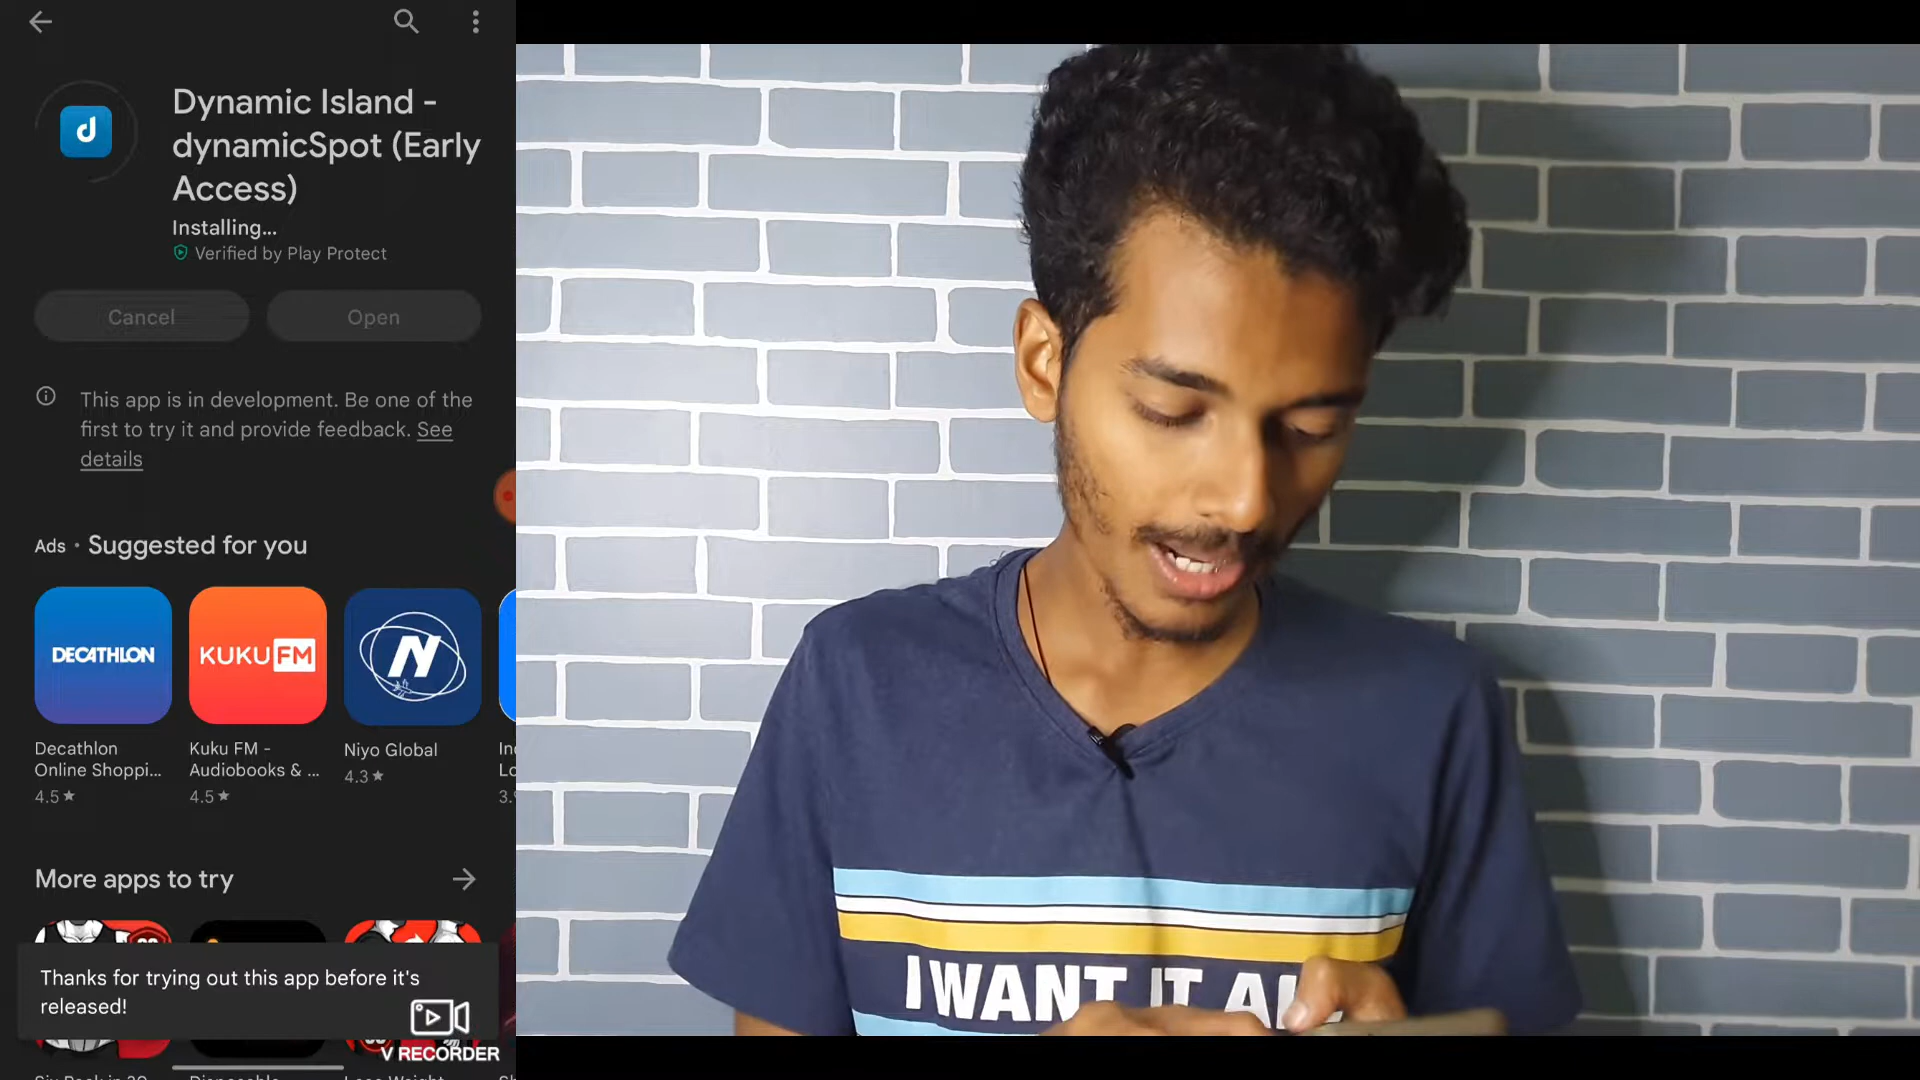 Dynamic Island -
dynamicSpot (Early
Access)
Installing...
Verified by Play Protect
Cancel
Open
This app is in development. Be one of the
first to try it and provide feedback. See
details
Ads • Suggested for you
DECATHLON
KUKU FM
N
Decathlon
Online Shoppi...
4.5★
Kuku FM -
Audiobooks & ...
4.5★
Niyo Global
4.3★
More apps to try
Thanks for trying out this app before it's
released!
V RECORDER
I WANT IT